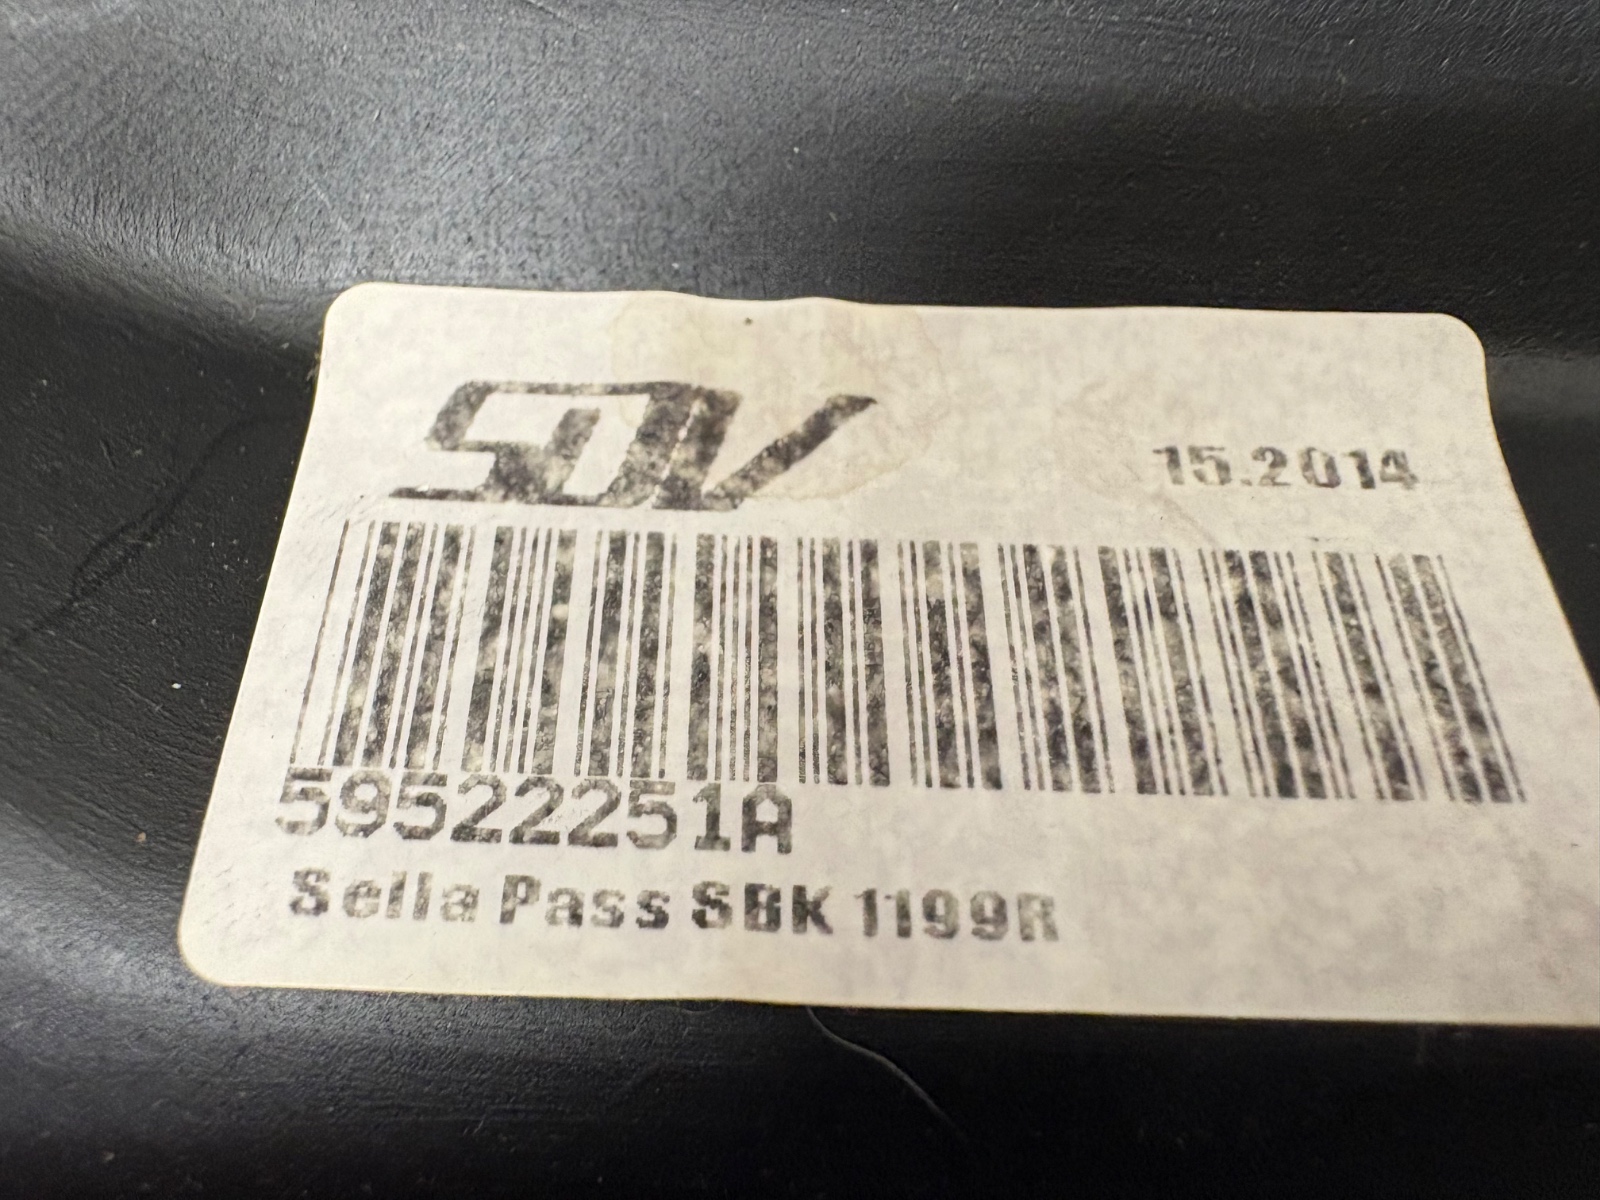 SDV
15.2014
59522251A
Sella Pass SBK 1199R